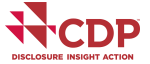 CDP
DISCLOSURE INSIGHT ACTION